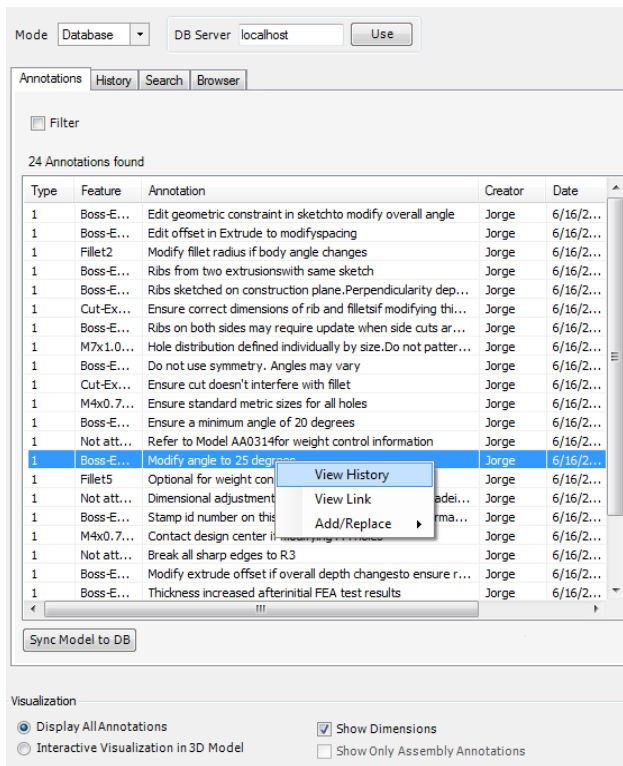 Mode Database DB Server localhost Use
Annotations History Search Browser
Filter
24 Annotations found
Type Feature Annotation Creator Date
1 Boss-E... Edit geometric constraint in sketchto modify overall angle Jorge 6/16/2...
1 Boss-E... Edit offset in Extrude to modifyspacing Jorge 6/16/2...
1 Fillet2 Modify fillet radius if body angle changes Jorge 6/16/2...
1 Boss-E... Ribs from two extrusionswith same sketch Jorge 6/16/2...
1 Boss-E... Ribs sketched on construction plane.Perpendicularity dep... Jorge 6/16/2...
1 Cut-Ex... Ensure correct dimensions of rib and filletsif modifying thi... Jorge 6/16/2...
1 Boss-E... Ribs on both sides may require update when side cuts ar... Jorge 6/16/2...
1 M7x1.0... Hole distribution defined individually by size.Do not patter... Jorge 6/16/2...
1 Boss-E... Do not use symmetry. Angles may vary Jorge 6/16/2...
1 Cut-Ex... Ensure cut doesn't interfere with fillet Jorge 6/16/2...
1 M4x0.7... Ensure standard metric sizes for all holes Jorge 6/16/2...
1 Boss-E... Ensure a minimum angle of 20 degrees Jorge 6/16/2...
1 Not att... Refer to Model AA0314for weight control information Jorge 6/16/2...
1 Boss-E... Modify angle to 25 degrees Jorge 6/16/2...
View History
1 Fillet5 Optional for weight con Jorge 6/16/2...
1 Not att... Dimensional adjustment View Link adei... Jorge 6/16/2...
1 Boss-E... Stamp id number on this Add/Replace rma... Jorge 6/16/2...
1 M4x0.7... Contact design center if modifying holes Jorge 6/16/2...
1 Not att... Break all sharp edges to R3 Jorge 6/16/2...
1 Boss-E... Modify extrude offset if overall depth changesto ensure r... Jorge 6/16/2...
1 Boss-E... Thickness increased afterinitial FEA test results Jorge 6/16/2...
Sync Model to DB
Visualization
Display All Annotations Show Dimensions
Interactive Visualization in 3D Model Show Only Assembly Annotations